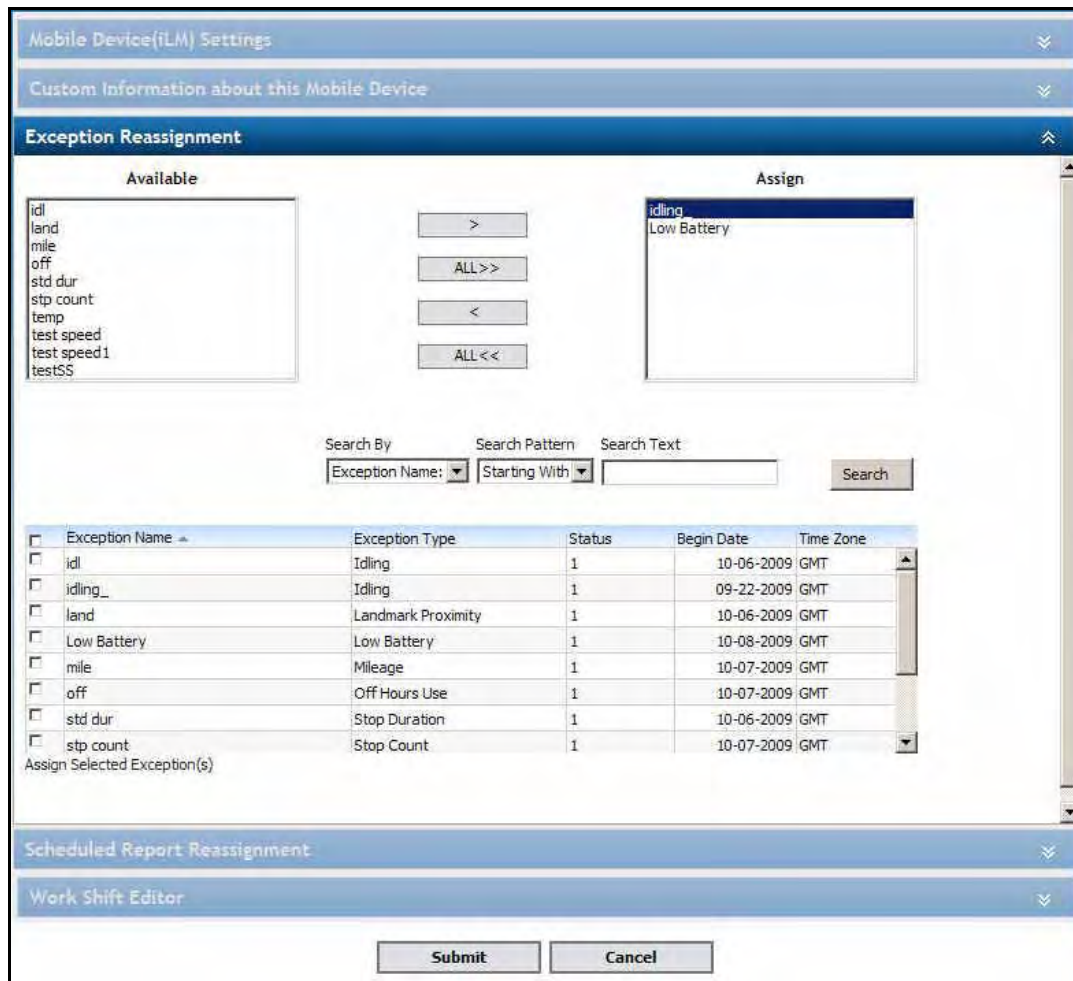 Mobile Device(iLM) Settings
Custom Information about this Mobile Device
Exception Reassignment
Available
Assign
idl
land
mile
off
std dur
stp count
temp
test speed
test speed1
testSS
>
ALL>>
<
ALL<<
idling_
Low Battery
Search By Search Pattern Search Text
Exception Name: Starting With Search
Exception Name Exception Type Status Begin Date Time Zone
idl Idling 1 10-06-2009 GMT
idling_ Idling 1 09-22-2009 GMT
land Landmark Proximity 1 10-06-2009 GMT
Low Battery Low Battery 1 10-08-2009 GMT
mile Mileage 1 10-07-2009 GMT
off Off Hours Use 1 10-07-2009 GMT
std dur Stop Duration 1 10-06-2009 GMT
stp count Stop Count 1 10-07-2009 GMT
Assign Selected Exception(s)
Scheduled Report Reassignment
Work Shift Editor
Submit Cancel